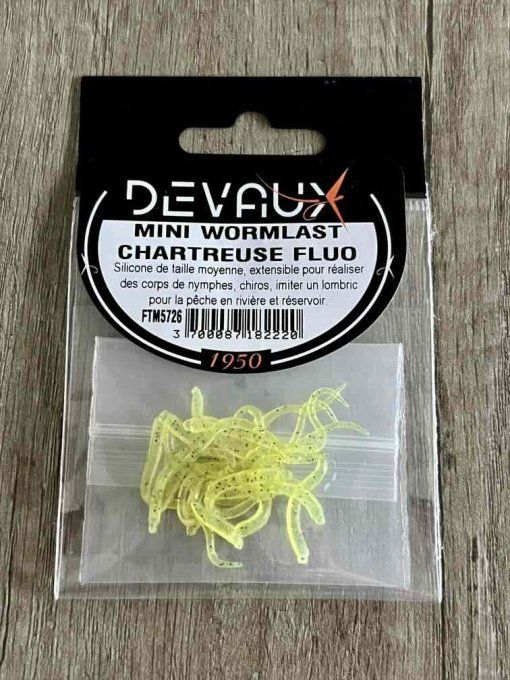 DEVAUX
MINI WORMLAST
CHARTREUSE FLUO
Silicone de taille moyenne, extensible pour réaliser
des corps de nymphes, chiros, imiter un lombric
pour la pêche en rivière et réservoir.
FTM5726
3 700087 182220
1950